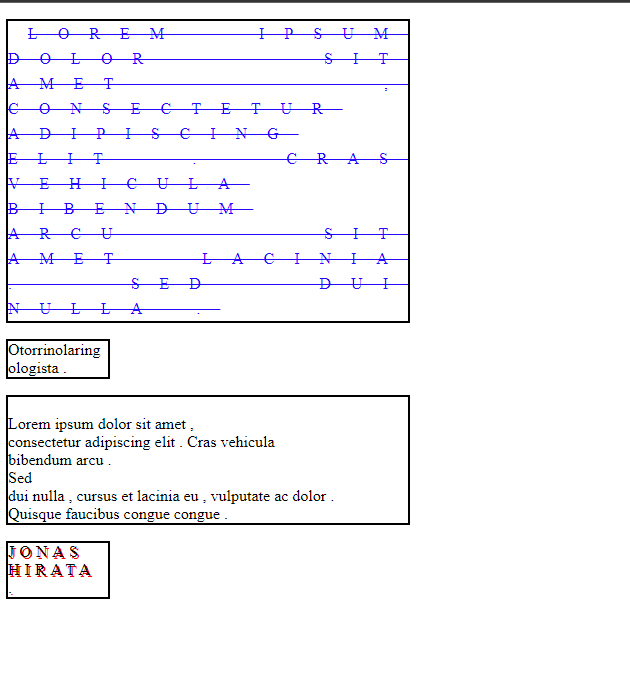 LOREM IPSUM
DOLOR SIT
AMET ,
CONSECTETUR
ADIPISCING
ELIT . CRAS
VEHICULA
BIBENDUM
ARCU SIT
AMET LACINIA
. SED DUI
NULLA .
Otorrinolaring
ologista .
Lorem ipsum dolor sit amet ,
consectetur adipiscing elit . Cras vehicula
bibendum arcu .
Sed
dui nulla , cursus et lacinia eu , vulputate ac dolor .
Quisque faucibus congue congue .
JONAS
HIRATA
.